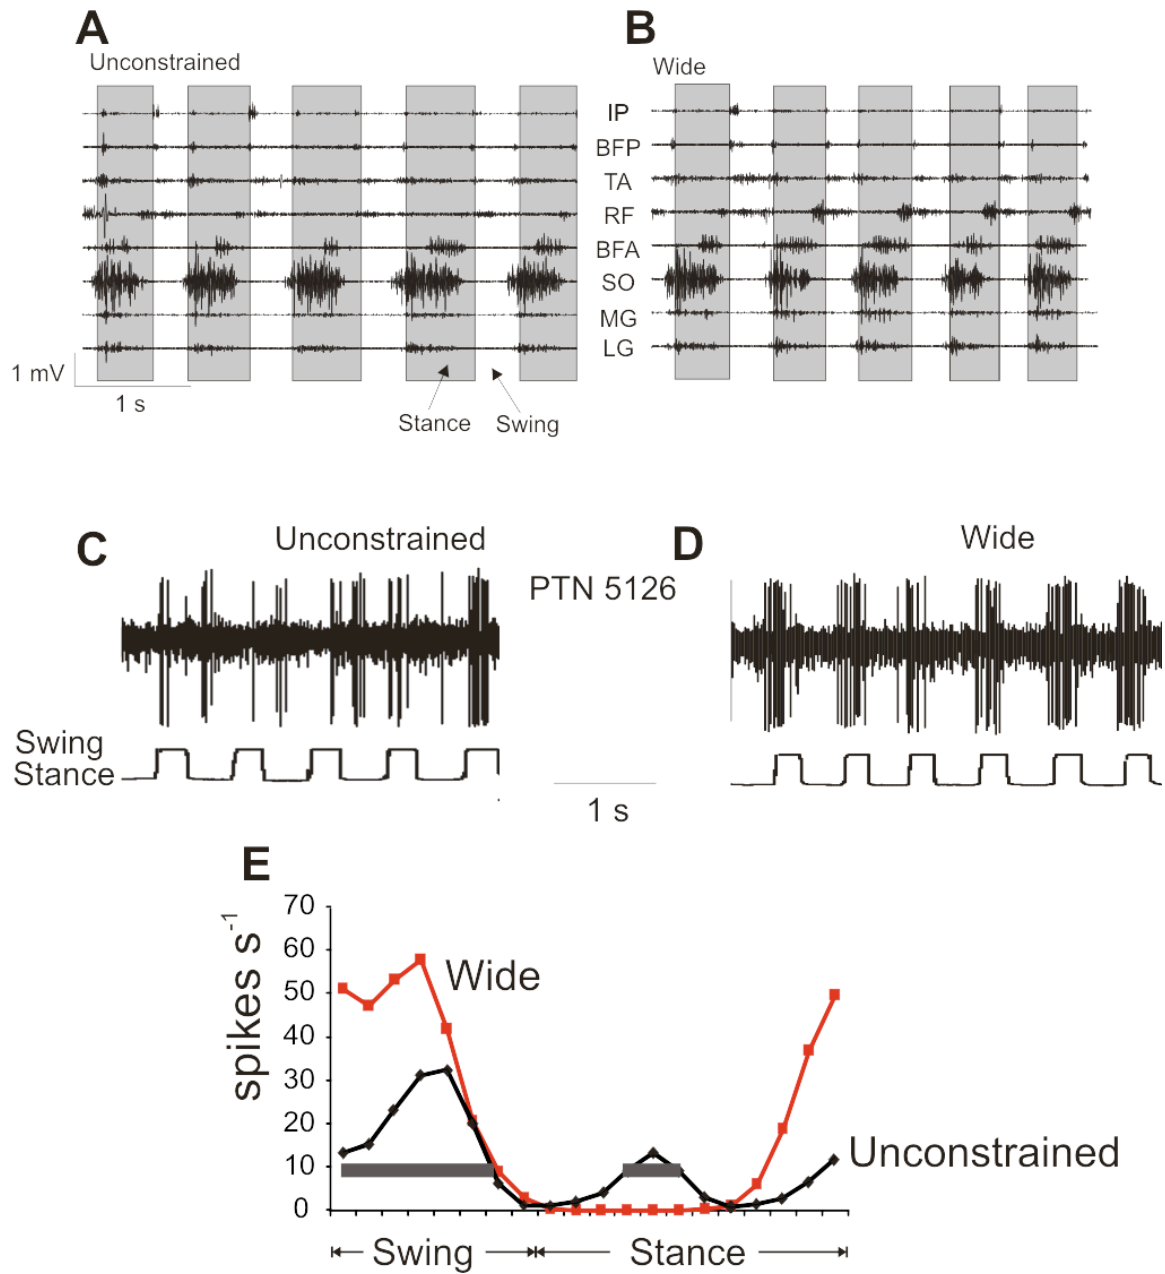 A
Unconstrained
B
Wide
IP
BFP
TA
RF
BFA
SO
MG
LG
1 mV
1 s
Stance
Swing
C
Unconstrained
D
Wide
PTN 5126
Swing
Stance
1 s
E
spikes s-1
70
60
50
40
30
20
10
0
Wide
Unconstrained
Swing
Stance